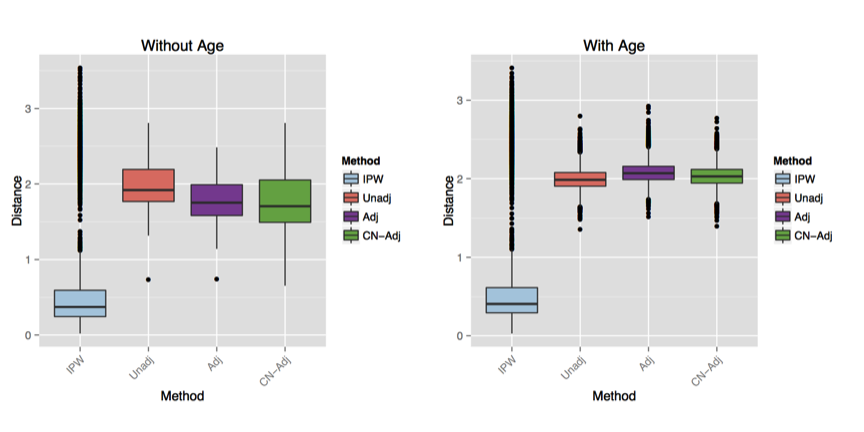 Without Age
Distance
3
2
1
0
IPW
Unadj
Adj
CN-Adj
Method
Method
IPW
Unadj
Adj
CN-Adj
With Age
Distance
3
2
1
0
IPW
Unadj
Adj
CN-Adj
Method
Method
IPW
Unadj
Adj
CN-Adj